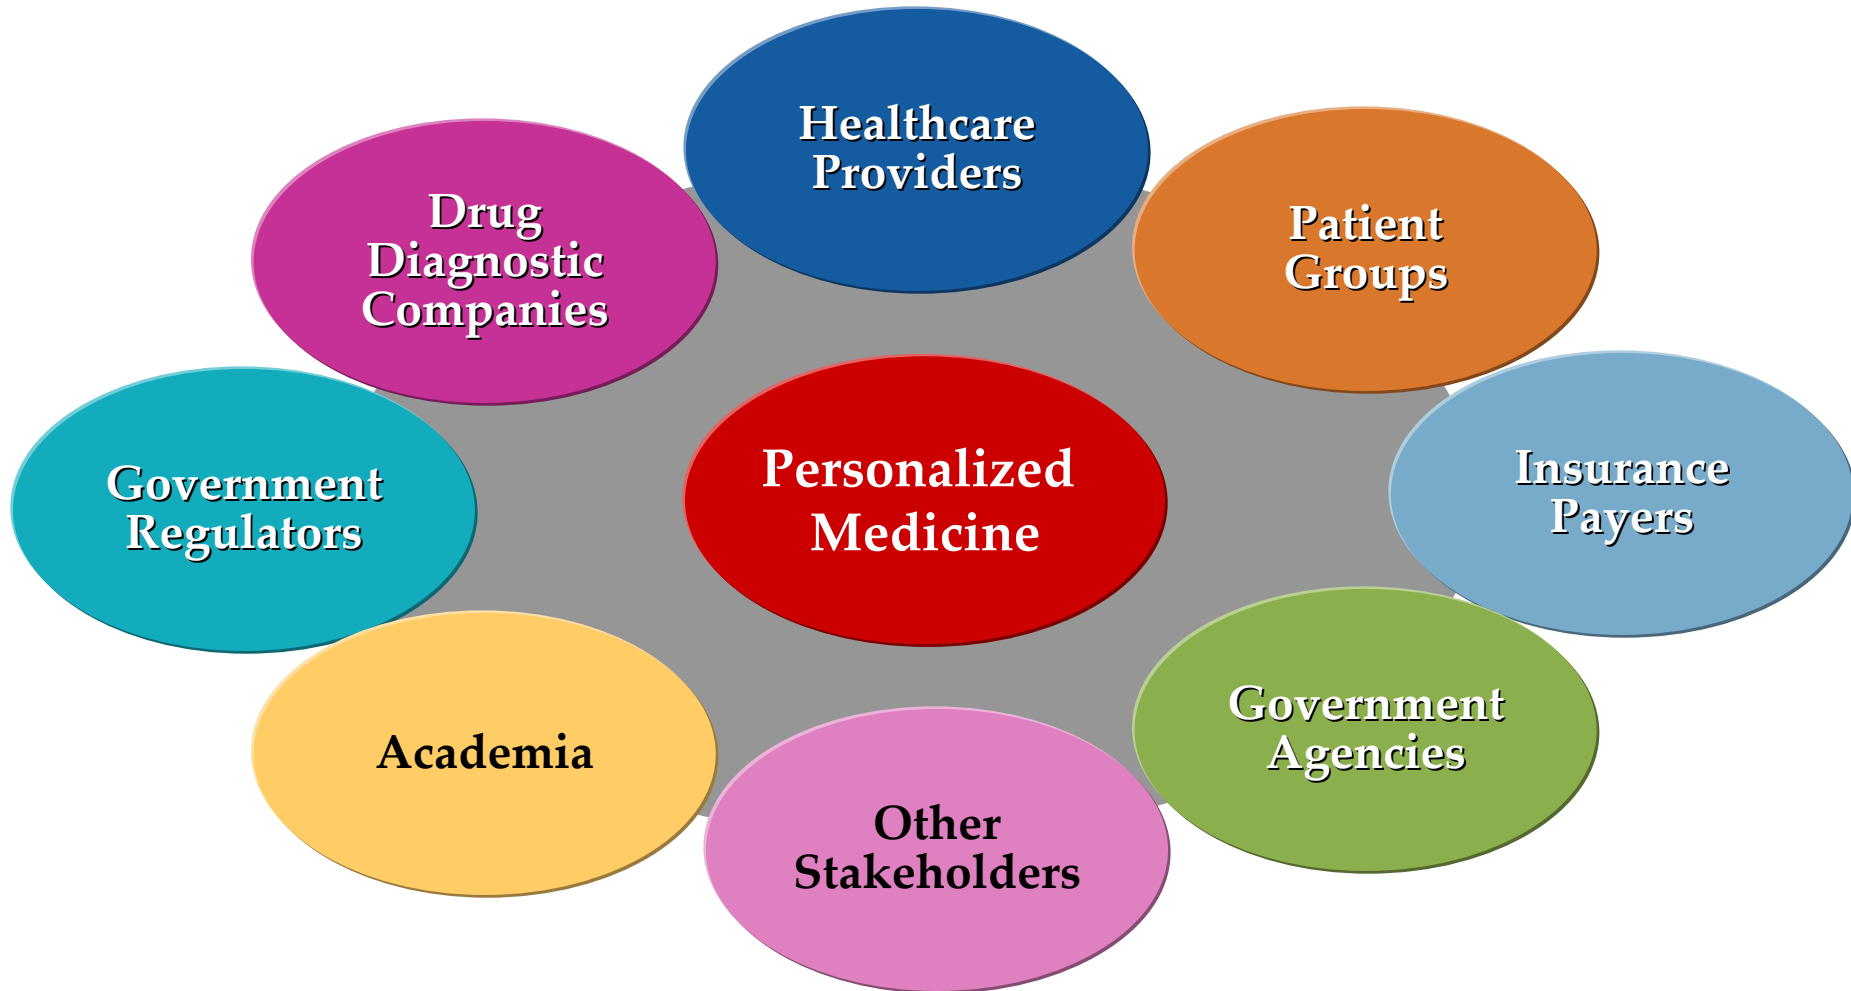 Healthcare
Providers
Drug
Diagnostic
Companies
Patient
Groups
Government
Regulators
Personalized
Medicine
Insurance
Payers
Academia
Government
Agencies
Other
Stakeholders